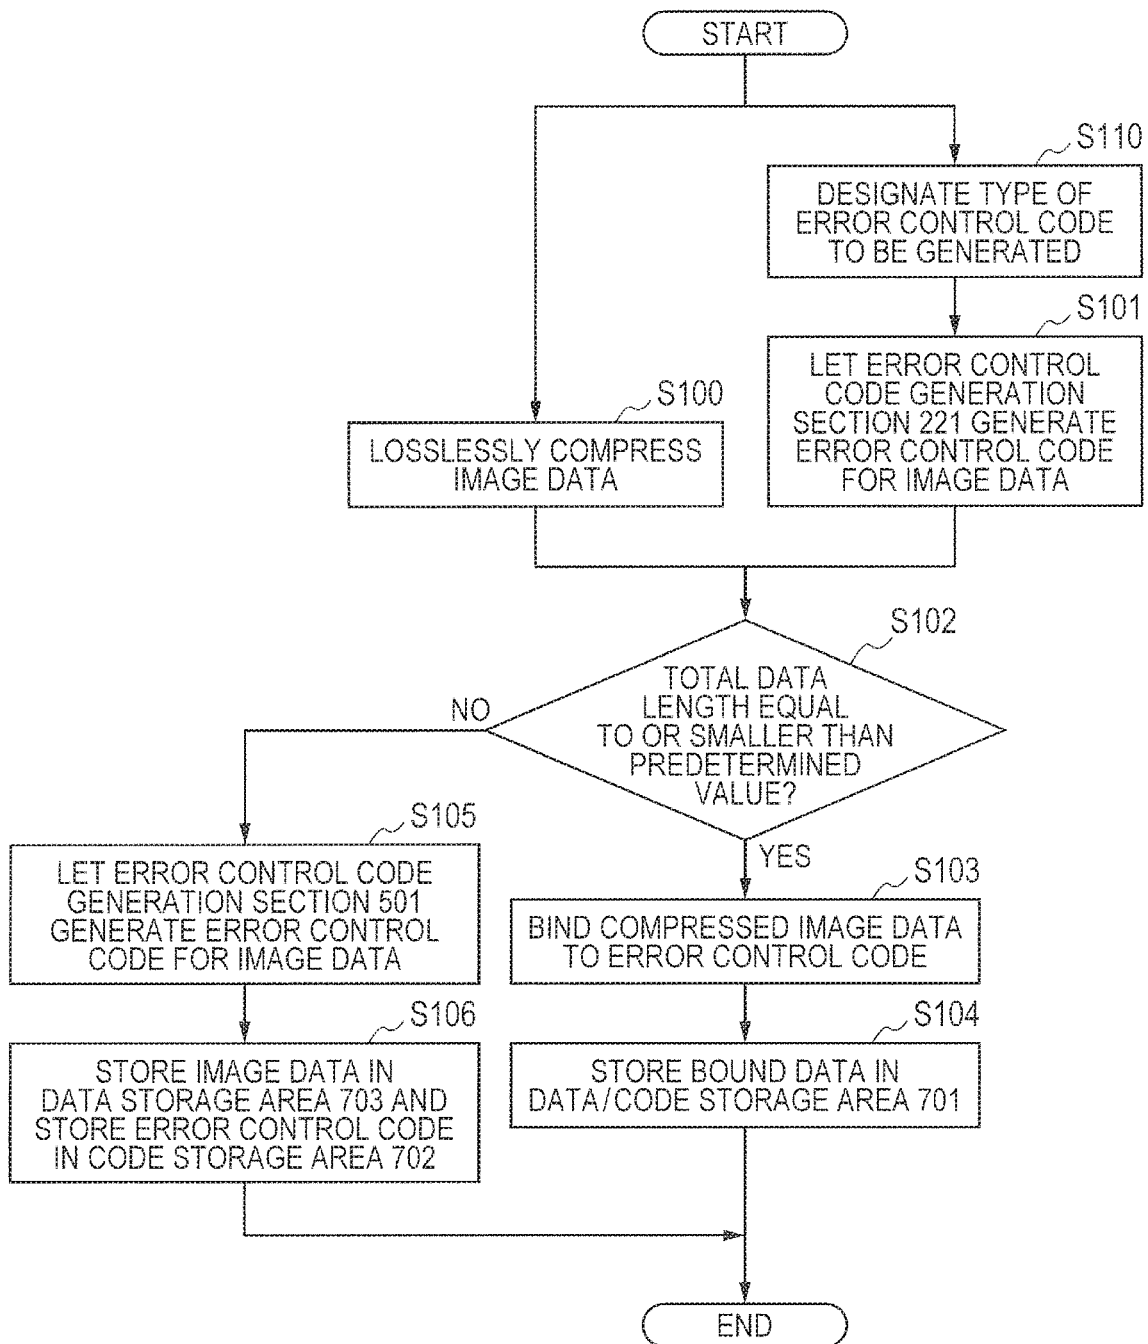 START
S110
DESIGNATE TYPE OF
ERROR CONTROL CODE
TO BE GENERATED
S101
LET ERROR CONTROL
CODE GENERATION
SECTION 221 GENERATE
ERROR CONTROL CODE
FOR IMAGE DATA
S100
LOSSLESSLY COMPRESS
IMAGE DATA
S102
TOTAL DATA
LENGTH EQUAL
TO OR SMALLER THAN
PREDETERMINED
VALUE?
NO
YES
S105
LET ERROR CONTROL CODE
GENERATION SECTION 501
GENERATE ERROR CONTROL
CODE FOR IMAGE DATA
S103
BIND COMPRESSED IMAGE DATA
TO ERROR CONTROL CODE
S106
STORE IMAGE DATA IN
DATA STORAGE AREA 703 AND
STORE ERROR CONTROL CODE
IN CODE STORAGE AREA 702
S104
STORE BOUND DATA IN
DATA/CODE STORAGE AREA 701
END